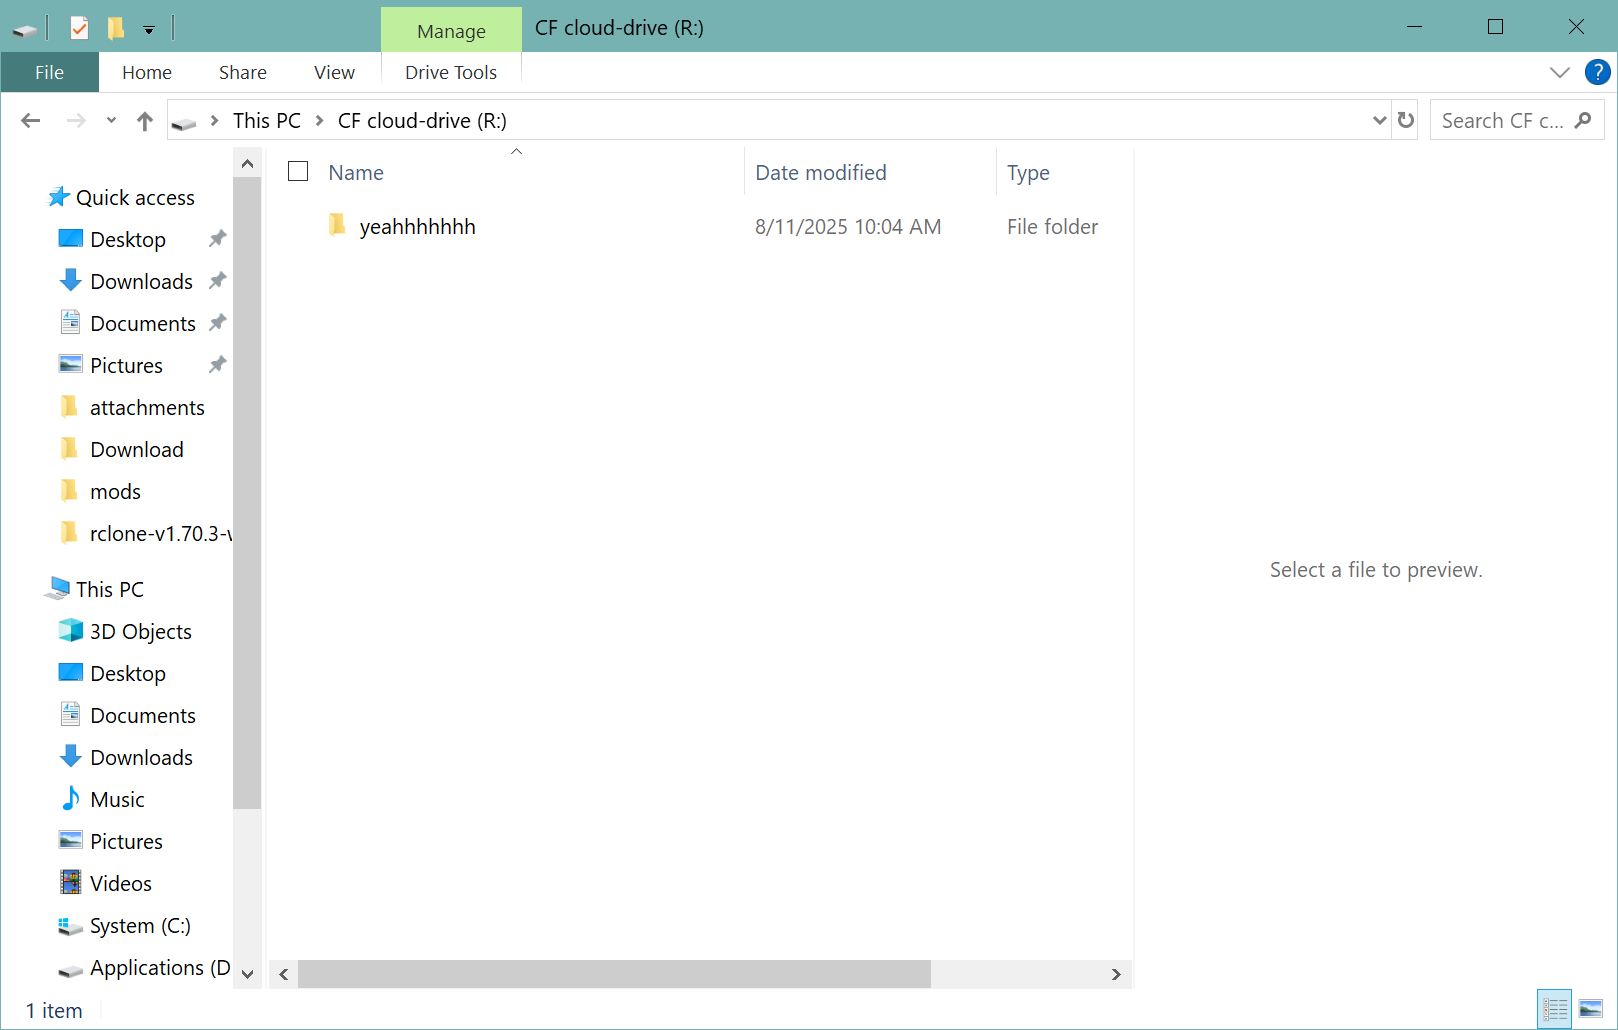 Manage
CF cloud-drive (R:)
File
Home
Share
View
Drive Tools
?
This PC
CF cloud-drive (R:)
Search CF c...
Name
Date modified
Type
yeahhhhhhh
8/11/2025 10:04 AM
File folder
Quick access
Desktop
Downloads
Documents
Pictures
attachments
Download
mods
rclone-v1.70.3-w
This PC
3D Objects
Desktop
Documents
Downloads
Music
Pictures
Videos
System (C:)
Applications (D
Select a file to preview.
1 item